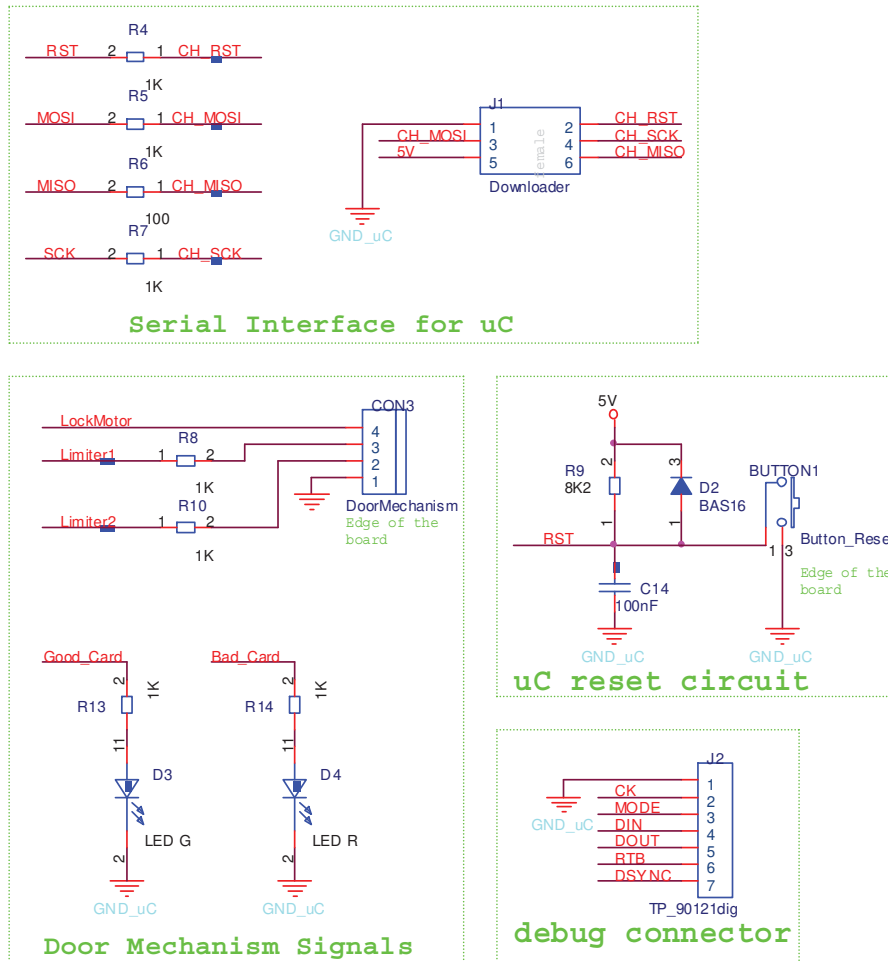 R4
RST 2 1 CH_RST
1K
R5
MOSI 2 1 CH_MOSI
1K
R6
MISO 2 1 CH_MISO
100
R7
SCK 2 1 CH_SCK
1K
J1
1 2 CH_RST
CH_MOSI 3 4 CH_SCK
5V 5 6 CH_MISO
Female
Downloader
GND_uC
Serial Interface for uC
CON3
LockMotor 4
Limiter1 1 R8 2 3
1K
2
1
Limiter2 1 R10 2
1K
DoorMechanism
Edge of the
board
Good_Card
2
R13 1K
11
D3
LED G
2
GND_uC
Bad_Card
2
R14 1K
11
D4
LED R
2
GND_uC
Door Mechanism Signals
5V
2 3
R9
8K2
D2
BAS16
1 1
BUTTON1
RST
1 3
Button_Rese
Edge of the
board
C14
100nF
GND_uC
GND_uC
uC reset circuit
J2
1
CK 2
MODE 3
DIN 4
DOUT 5
RTB 6
DSYNC 7
GND_uC
TP_90121dig
debug connector